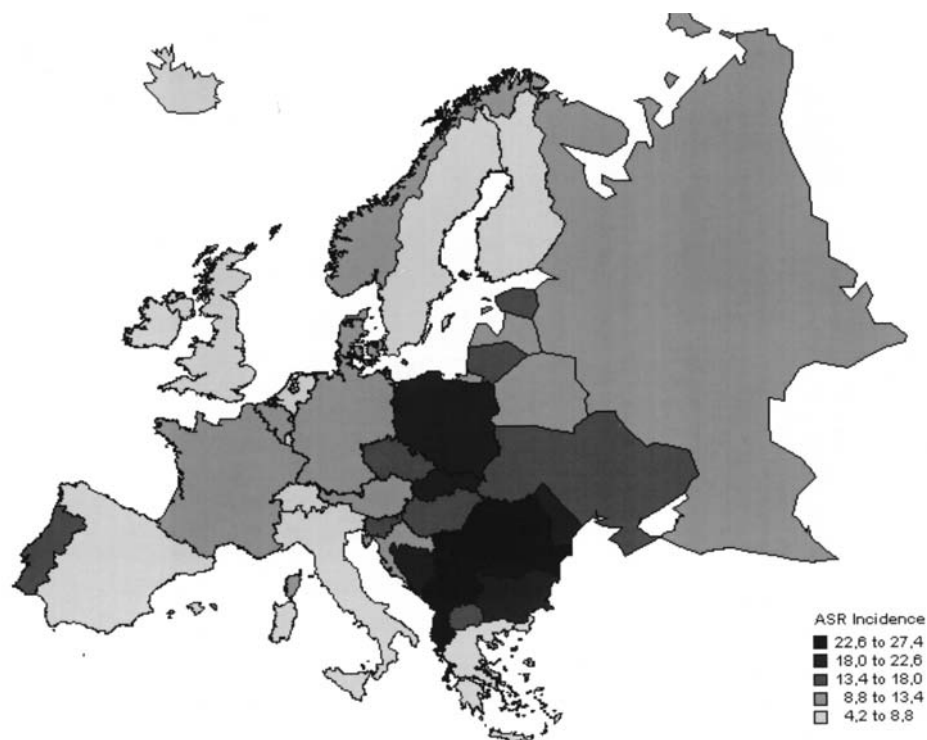 ASR Incidence
22,6 to 27,4
18,0 to 22,6
13,4 to 18,0
8,8 to 13,4
4,2 to 8,8